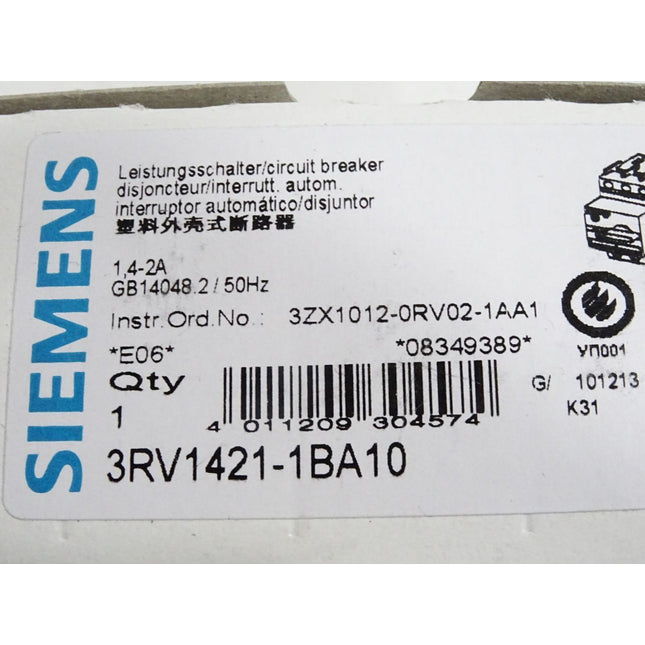 SIEMENS
Leistungsschalter/circuit breaker
disjoncteur/interrutt. autom.
interruptor automático/disjuntor
塑料外壳式断路器
1,4-2A
GB14048.2 / 50Hz
Instr.Ord.No.: 3ZX1012-0RV02-1AA1
*E06* *08349389*
УП001
Qty
1
G/ 101213
K31
4 011209 304574
3RV1421-1BA10